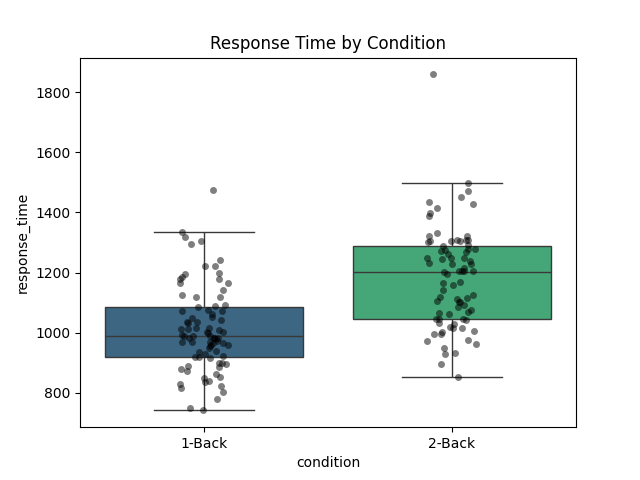 Response Time by Condition
response_time
1800
1600
1400
1200
1000
800
1-Back
2-Back
condition